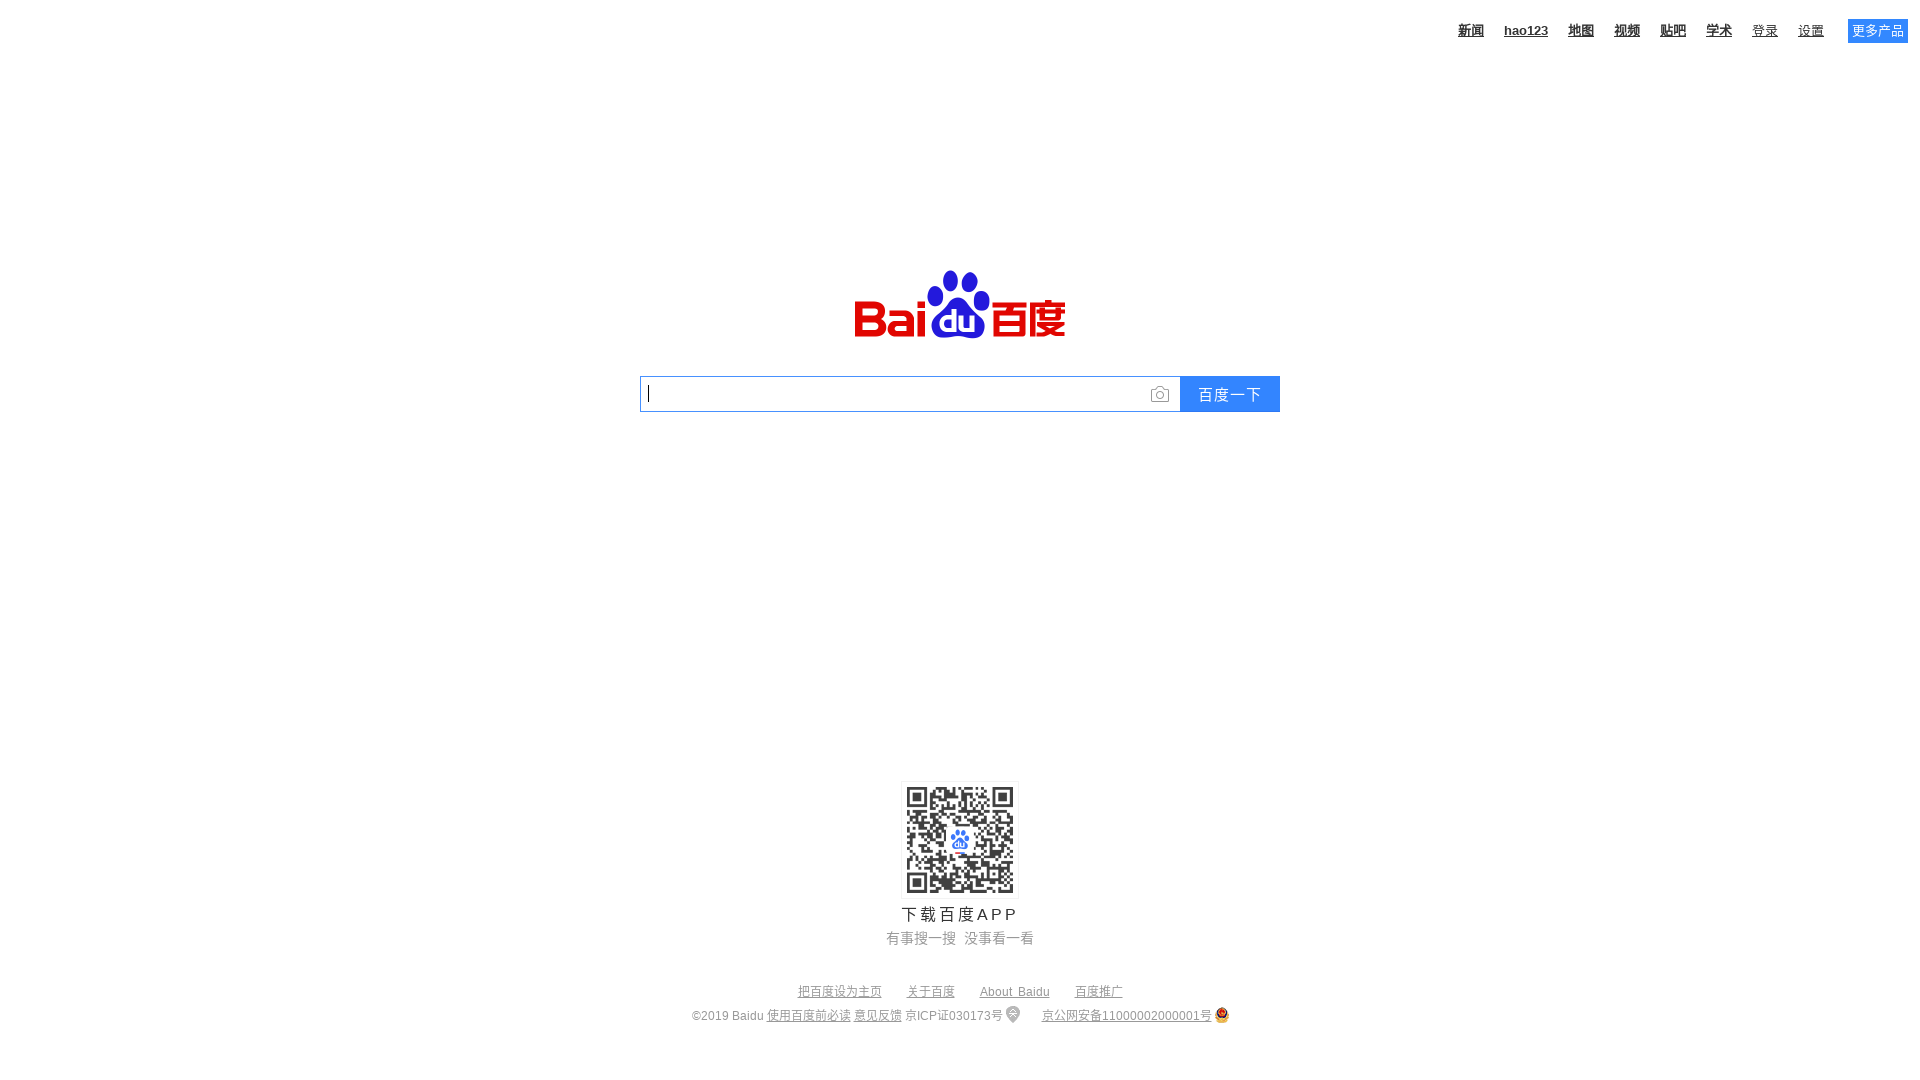 新闻 hao123 地图 视频 贴吧 学术 登录 设置 更多产品
Baidu百度
百度一下
du
下载百度APP
有事搜一搜 没事看一看
把百度设为主页 关于百度 About Baidu 百度推广
©2019 Baidu 使用百度前必读 意见反馈 京ICP证030173号 京公网安备11000002000001号